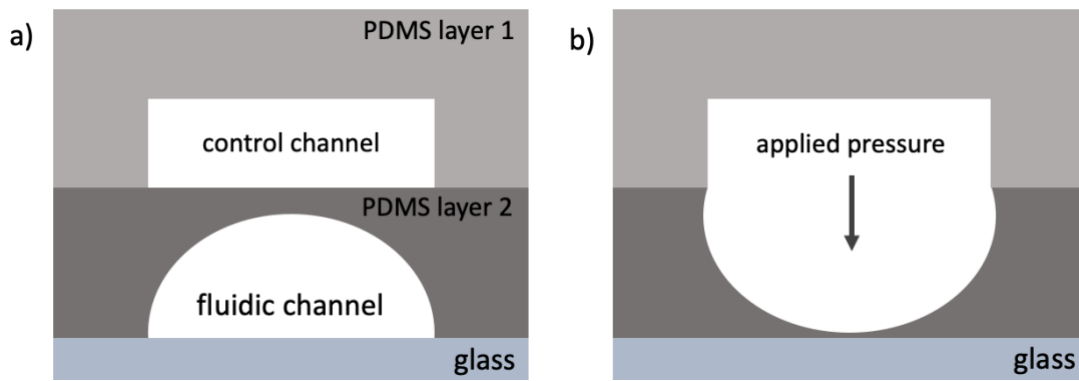 a)
PDMS layer 1
control channel
PDMS layer 2
fluidic channel
glass
b)
applied pressure
glass